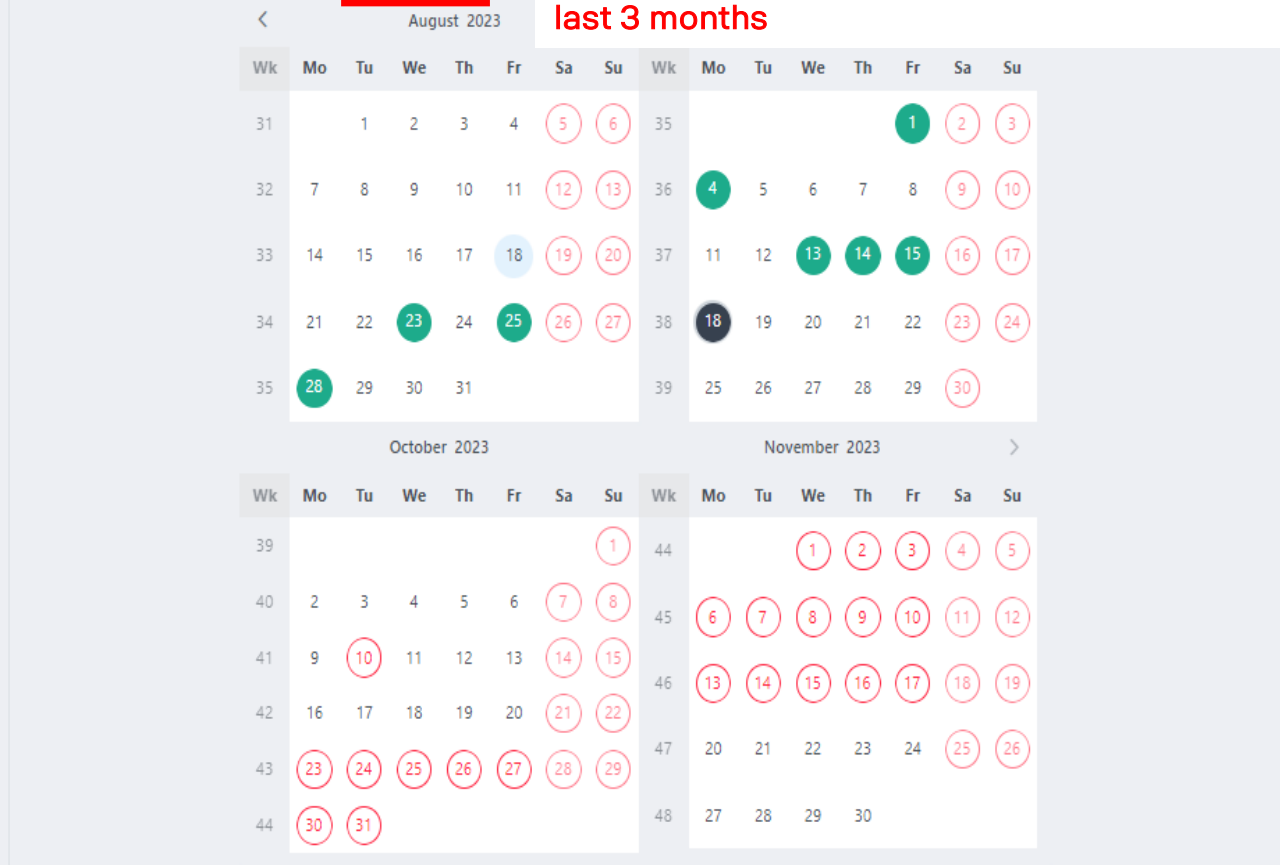 August 2023
last 3 months
Wk Mo Tu We Th Fr Sa Su
31 1 2 3 4 5 6
32 7 8 9 10 11 12 13
33 14 15 16 17 18 19 20
34 21 22 23 24 25 26 27
35 28 29 30 31
Wk Mo Tu We Th Fr Sa Su
35 1 2 3
36 4 5 6 7 8 9 10
37 11 12 13 14 15 16 17
38 18 19 20 21 22 23 24
39 25 26 27 28 29 30
October 2023
Wk Mo Tu We Th Fr Sa Su
39 1
40 2 3 4 5 6 7 8
41 9 10 11 12 13 14 15
42 16 17 18 19 20 21 22
43 23 24 25 26 27 28 29
44 30 31
November 2023
Wk Mo Tu We Th Fr Sa Su
44 1 2 3 4 5
45 6 7 8 9 10 11 12
46 13 14 15 16 17 18 19
47 20 21 22 23 24 25 26
48 27 28 29 30